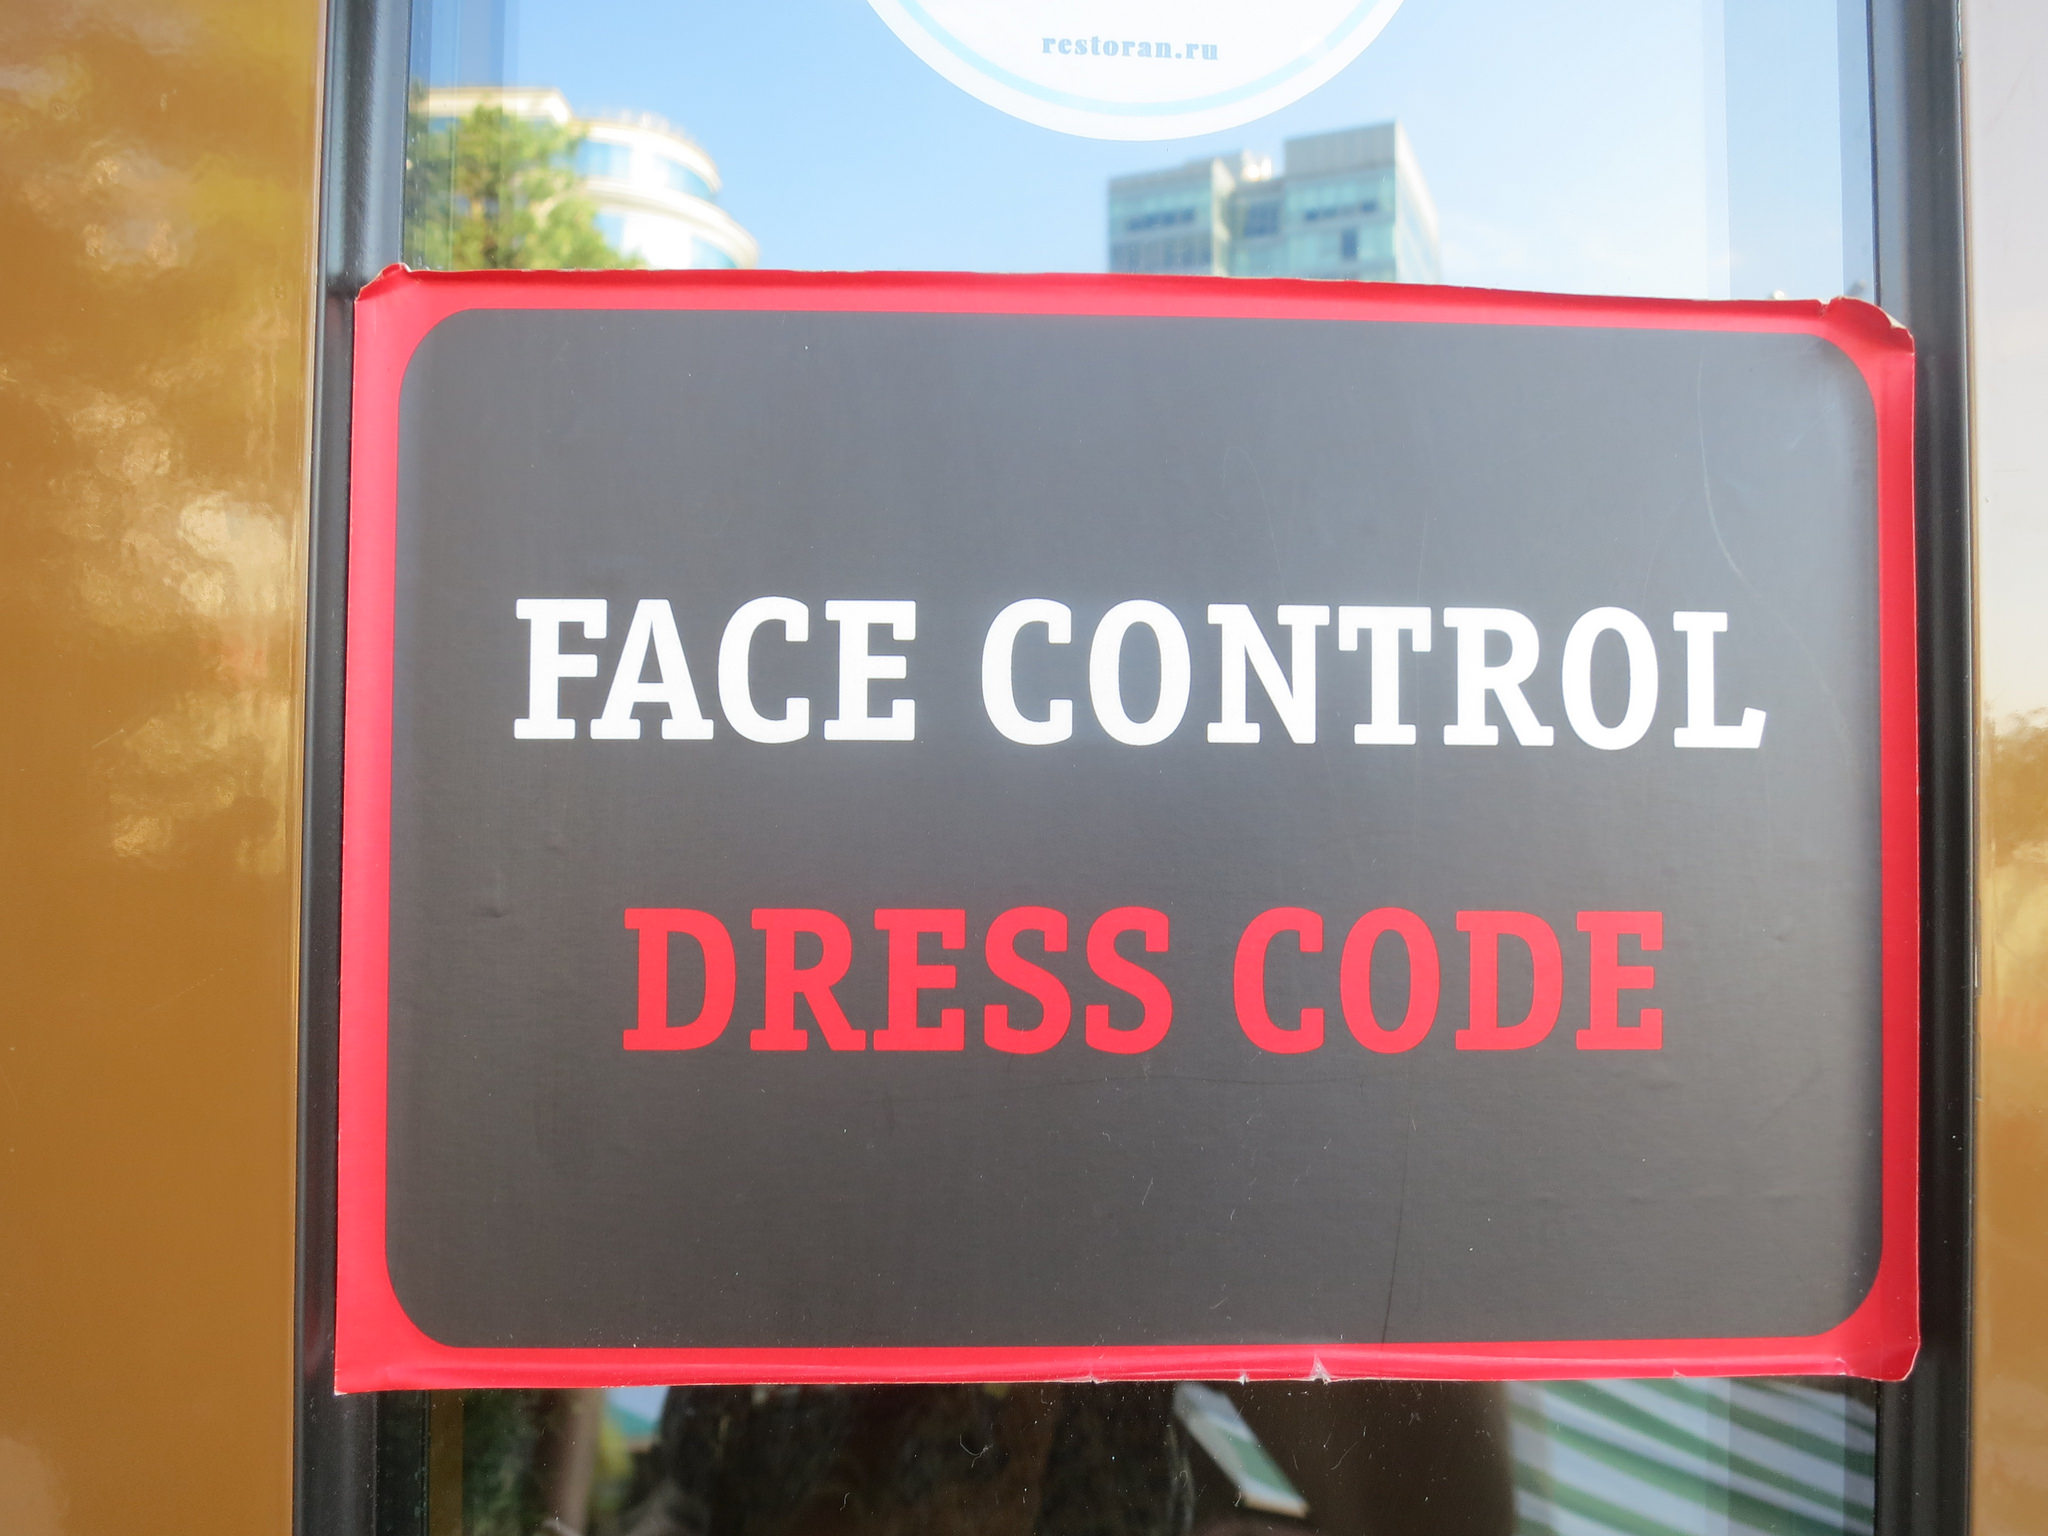 restoran.ru
FACE CONTROL
DRESS CODE